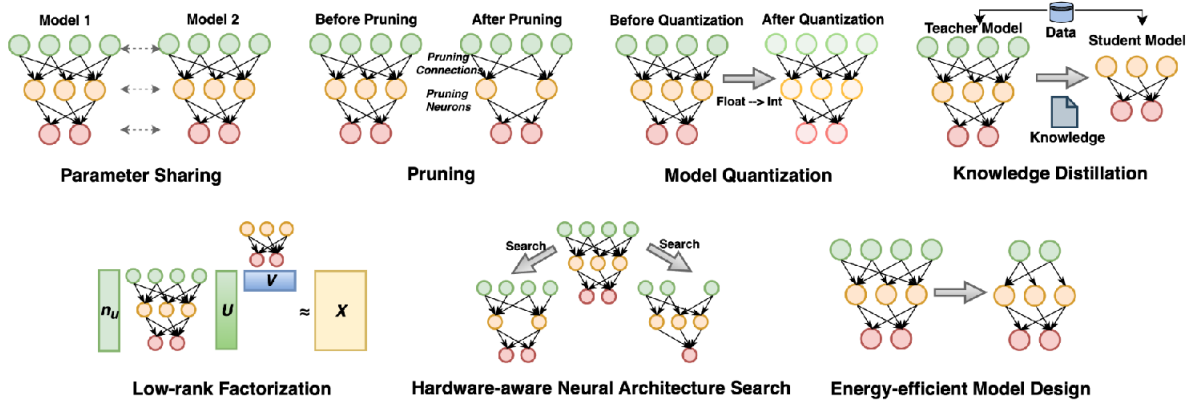 Model 1
Model 2
Parameter Sharing
Before Pruning
After Pruning
Pruning
Connections
Pruning
Neurons
Pruning
Before Quantization
After Quantization
Float --> Int
Model Quantization
Data
Teacher Model
Student Model
Knowledge
Knowledge Distillation
n_U
U
V
≈
X
Low-rank Factorization
Search
Search
Hardware-aware Neural Architecture Search
Energy-efficient Model Design